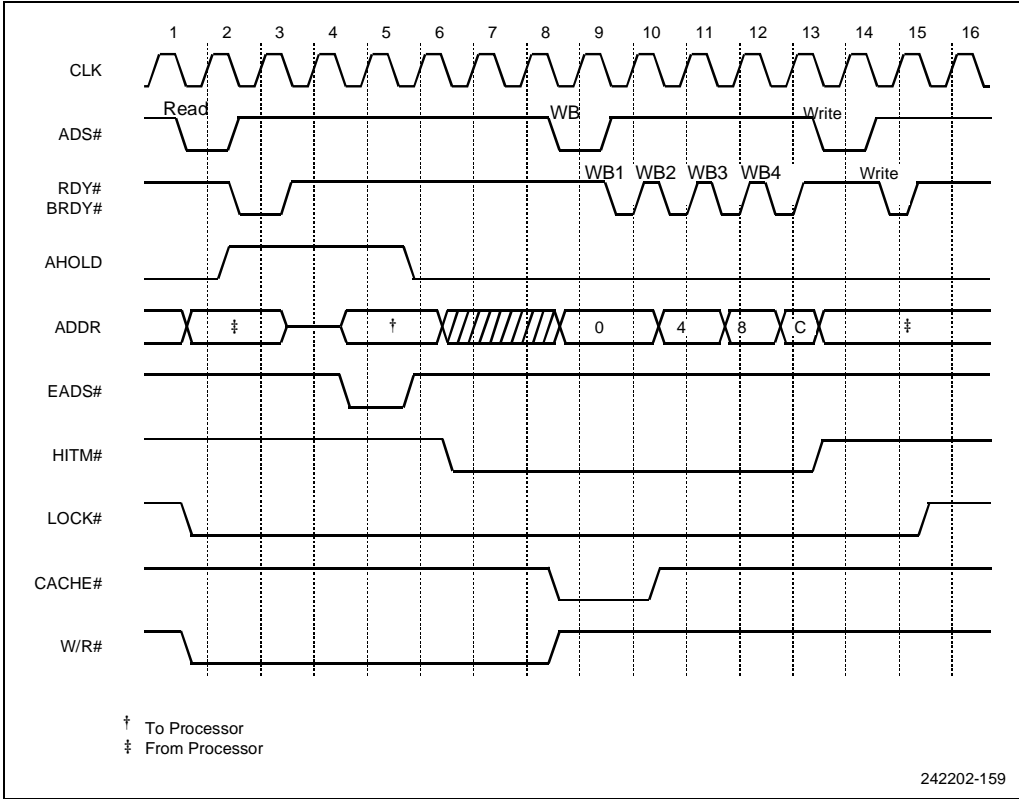 1 2 3 4 5 6 7 8 9 10 11 12 13 14 15 16
CLK
Read WB Write
ADS#
WB1 WB2 WB3 WB4 Write
RDY#
BRDY#
AHOLD
ADDR ‡ † 0 4 8 C ‡
EADS#
HITM#
LOCK#
CACHE#
W/R#
† To Processor
‡ From Processor
242202-159